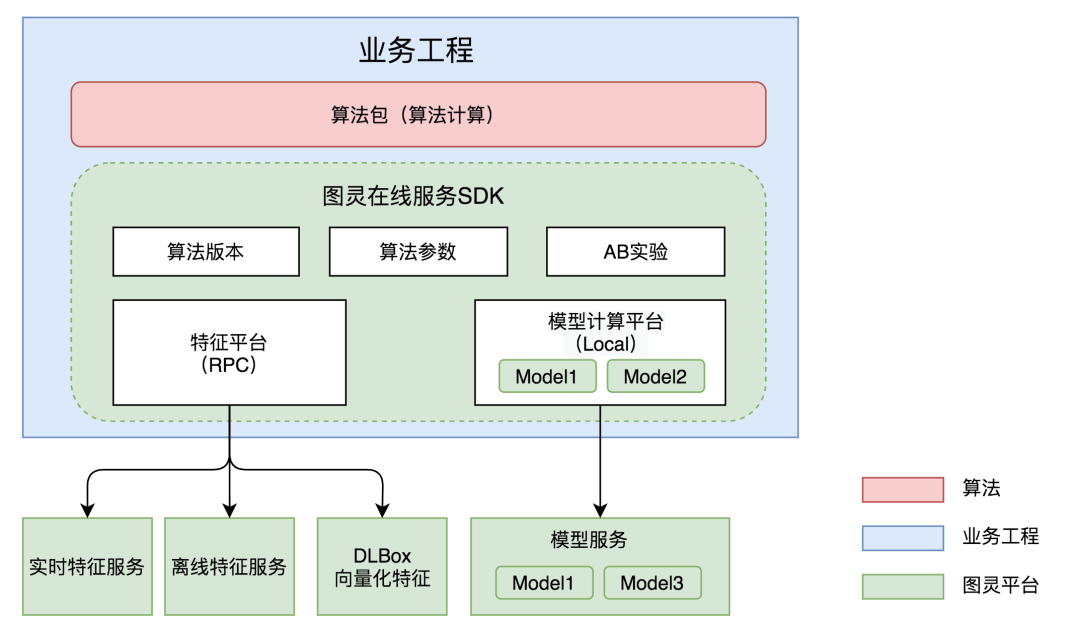 业务工程
算法包（算法计算）
图灵在线服务SDK
算法版本
算法参数
AB实验
特征平台
（RPC）
模型计算平台
（Local）
Model1
Model2
实时特征服务
离线特征服务
DLBox
向量化特征
模型服务
Model1
Model3
算法
业务工程
图灵平台